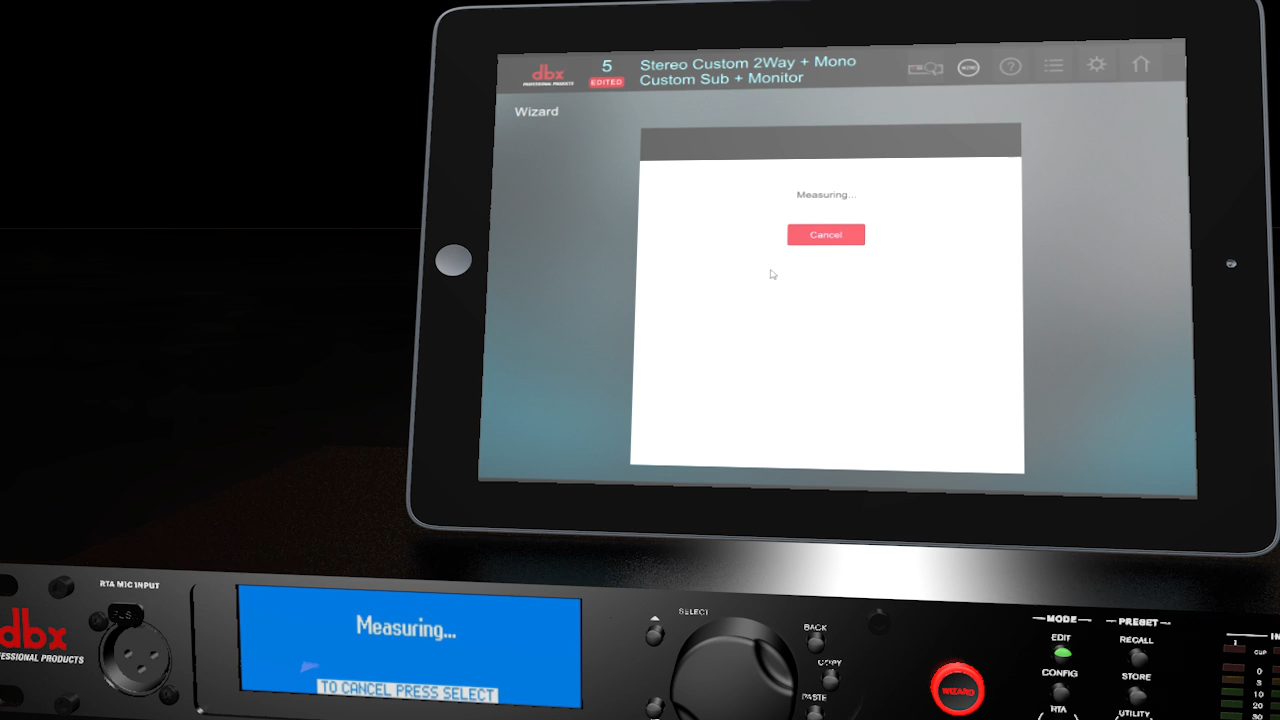 dbx
PROFESSIONAL PRODUCTS
5
EDITED
Stereo Custom 2Way + Mono
Custom Sub + Monitor
?
Wizard
Measuring...
Cancel
RTA MIC INPUT
dbx
Measuring...
TO CANCEL PRESS SELECT
SELECT
BACK
COPY
PASTE
WIZARD
MODE
EDIT
CONFIG
RTA
PRESET
RECALL
STORE
UTILITY
0
3
10
20
30